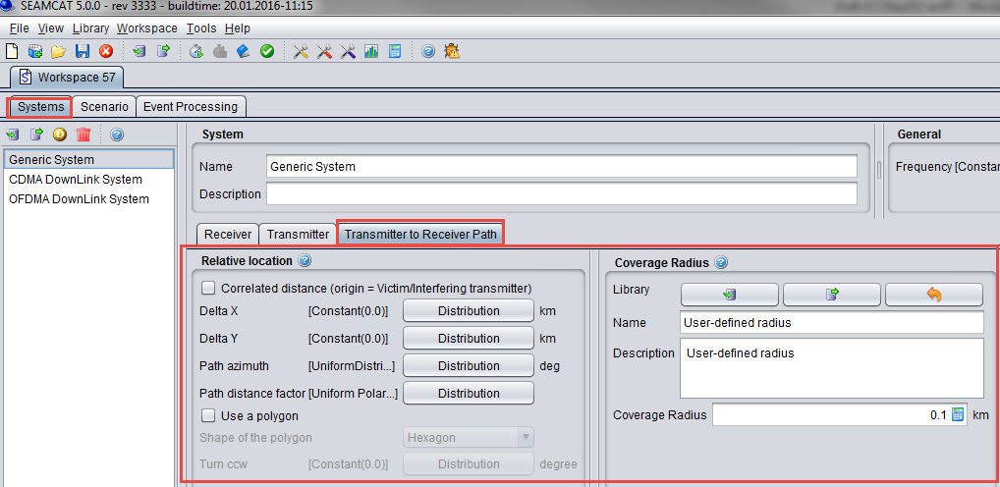 SEAMCAT 5.0.0 - rev 3333 - buildtime: 20.01.2016-11:15
File View Library Workspace Tools Help
Workspace 57
Systems Scenario Event Processing
System
General
Name Generic System
Frequency [Constan
Description
Generic System
CDMA DownLink System
OFDMA DownLink System
Receiver Transmitter Transmitter to Receiver Path
Relative location
Correlated distance (origin = Victim/Interfering transmitter)
Delta X [Constant(0.0)] Distribution km
Delta Y [Constant(0.0)] Distribution km
Path azimuth [UniformDistri...] Distribution deg
Path distance factor [Uniform Polar...] Distribution
Use a polygon
Shape of the polygon Hexagon
Turn ccw [Constant(0.0)] Distribution degree
Coverage Radius
Library
Name User-defined radius
Description User-defined radius
Coverage Radius 0.1 km